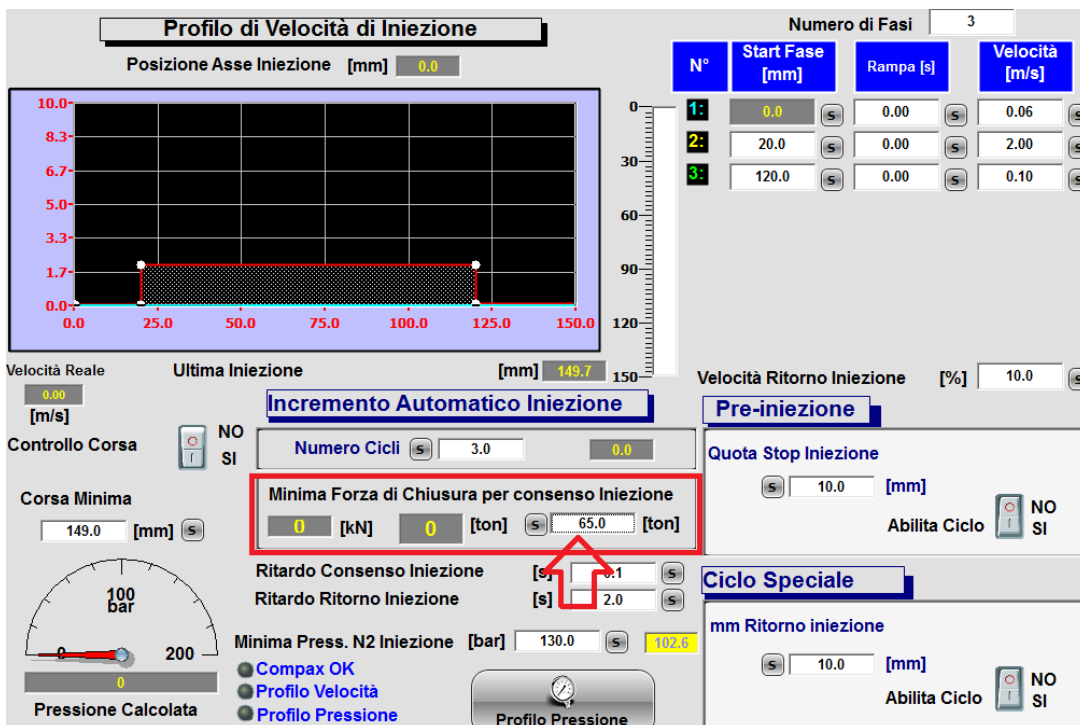 Profilo di Velocità di Iniezione
Numero di Fasi 3
Posizione Asse Iniezione [mm] 0.0
N° Start Fase [mm] Rampa [s] Velocità [m/s]
1: 0.0 S 0.00 S 0.06 S
2: 20.0 S 0.00 S 2.00 S
3: 120.0 S 0.00 S 0.10 S
10.0
8.3
6.7
5.0
3.3
1.7
0.0
0.0 25.0 50.0 75.0 100.0 125.0 150.0
0
30
60
90
120
150
Velocità Reale
0.00
[m/s]
Ultima Iniezione [mm] 149.7
Velocità Ritorno Iniezione [%] 10.0 S
Controllo Corsa NO
SI
Corsa Minima
149.0 [mm] S
100
bar
0 200
0
Pressione Calcolata
Incremento Automatico Iniezione
Numero Cicli S 3.0 0.0
Minima Forza di Chiusura per consenso Iniezione
0 [kN] 0 [ton] S 65.0 [ton]
Ritardo Consenso Iniezione [s] 0.1 S
Ritardo Ritorno Iniezione [s] 2.0 S
Minima Press. N2 Iniezione [bar] 130.0 S 102.6
Compax OK
Profilo Velocità
Profilo Pressione
Profilo Pressione
Pre-iniezione
Quota Stop Iniezione
S 10.0 [mm]
Abilita Ciclo NO
SI
Ciclo Speciale
mm Ritorno iniezione
S 10.0 [mm]
Abilita Ciclo NO
SI